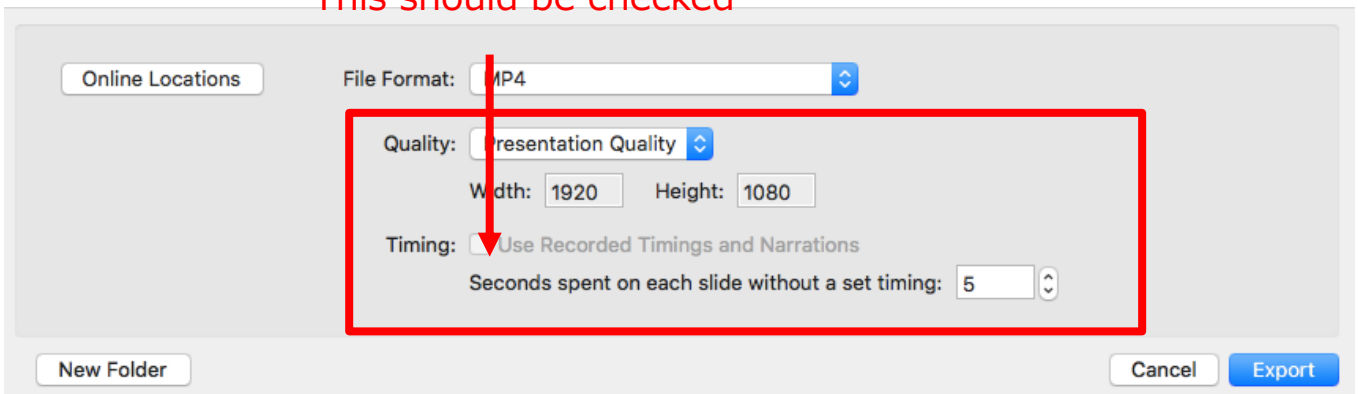 This should be checked
Online Locations
File Format: MP4
Quality: Presentation Quality
Width: 1920 Height: 1080
Timing: Use Recorded Timings and Narrations
Seconds spent on each slide without a set timing: 5
New Folder
Cancel Export